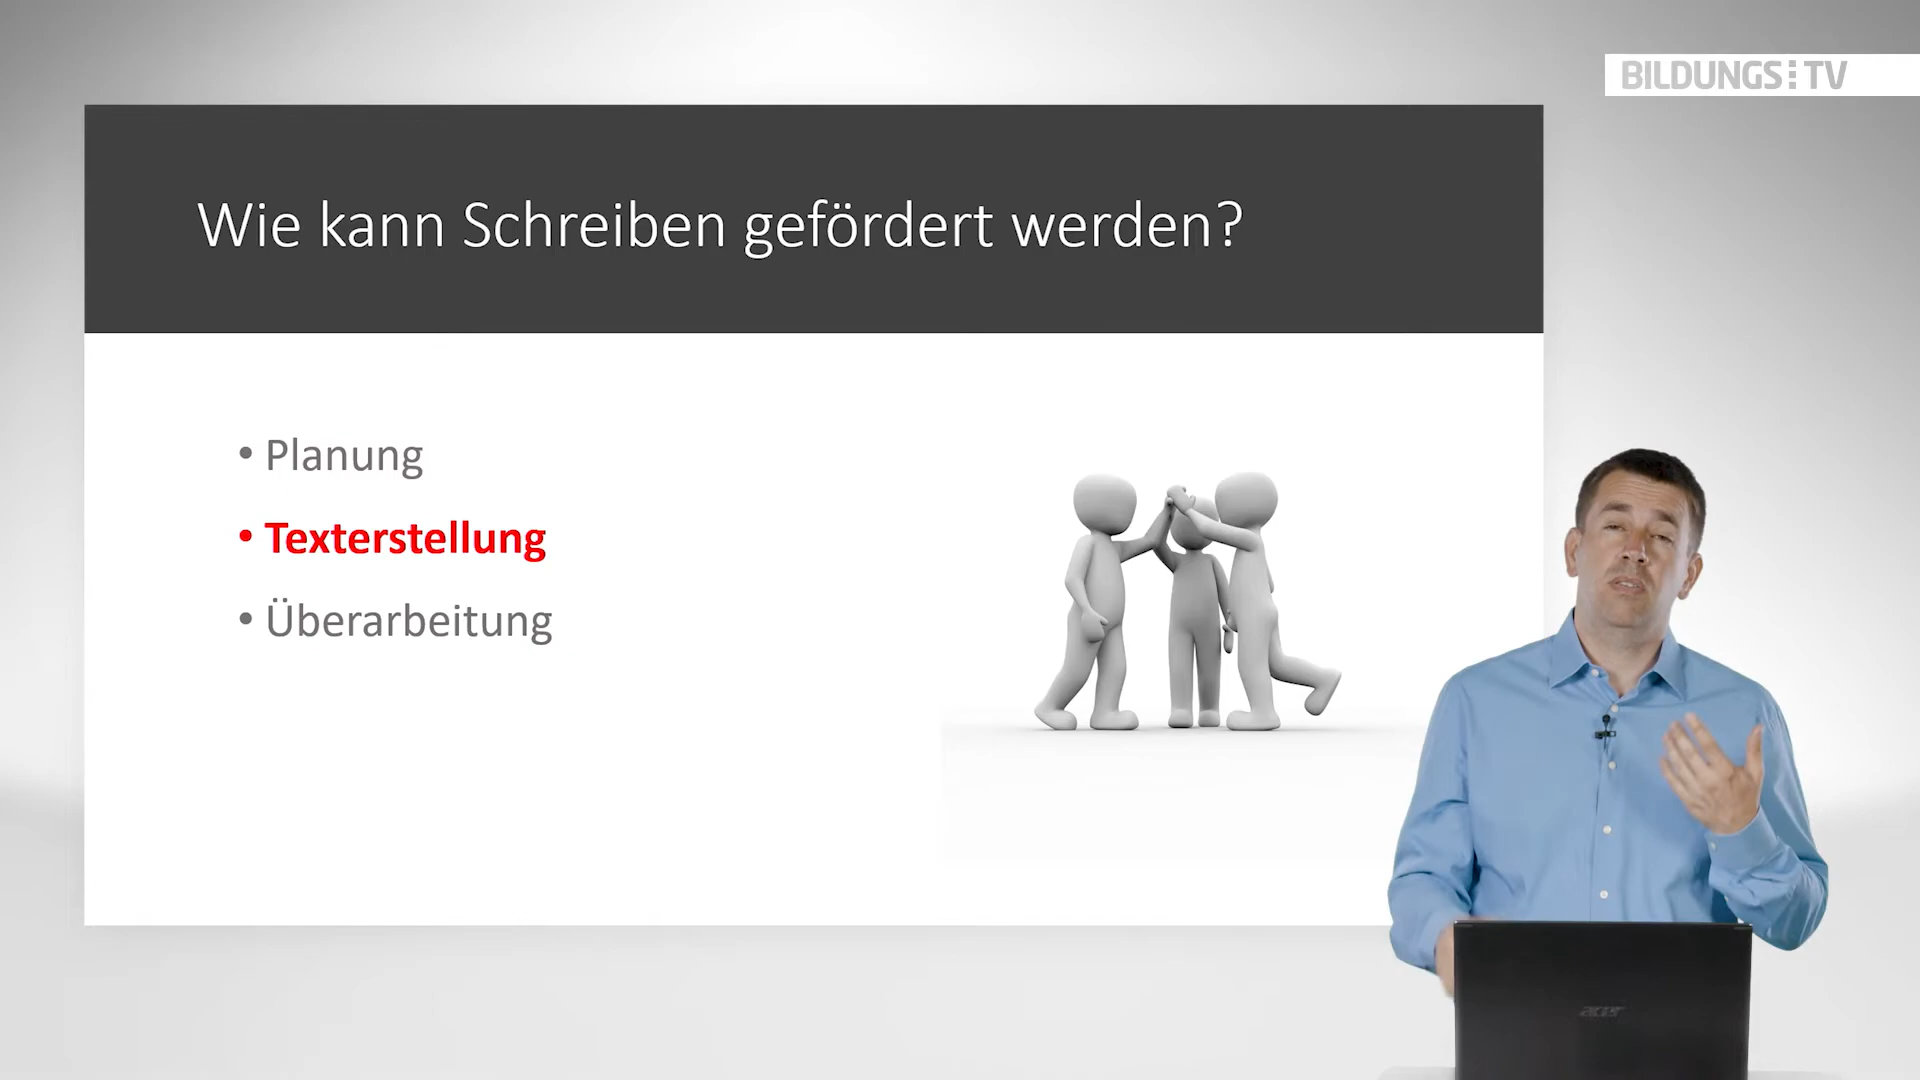 BILDUNGS:TV
Wie kann Schreiben gefördert werden?
• Planung
• Texterstellung
• Überarbeitung
acer